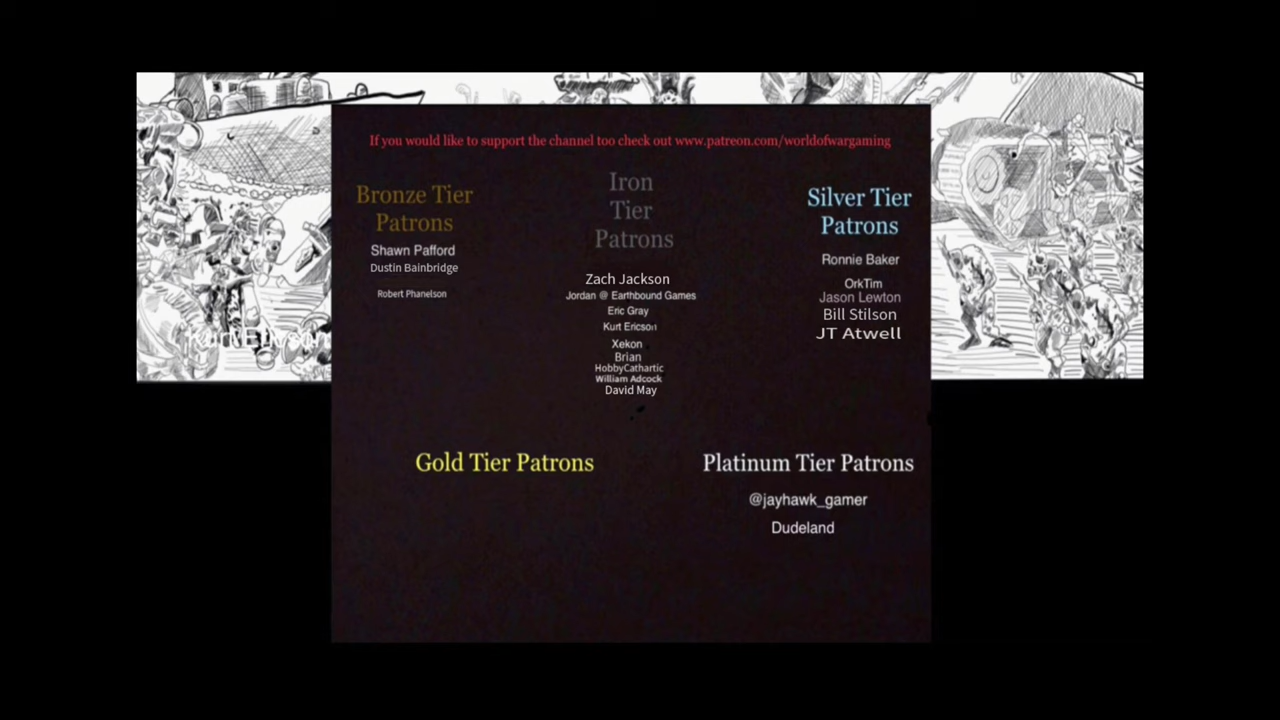 If you would like to support the channel too check out www.patreon.com/worldofwargaming
Bronze Tier
Patrons
Shawn Pafford
Dustin Bainbridge
Robert Phanelson
Iron
Tier
Patrons
Zach Jackson
Jordan @ Earthbound Games
Eric Gray
Kurt Ericson
Xekon
Brian
HobbyCathartic
William Adcock
David May
Silver Tier
Patrons
Ronnie Baker
OrkTim
Jason Lewton
Bill Stilson
JT Atwell
Gold Tier Patrons
Platinum Tier Patrons
@jayhawk_gamer
Dudeland